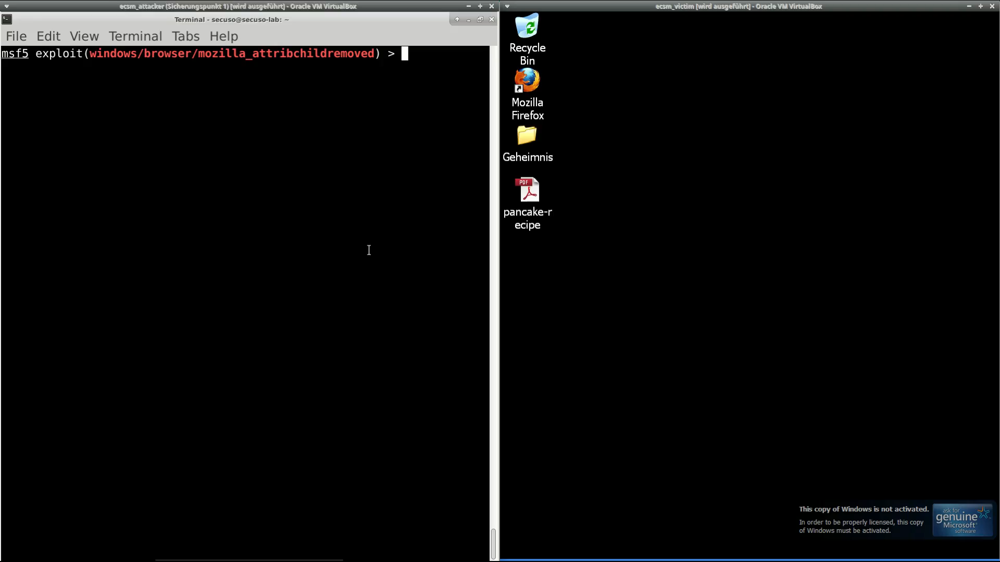 ecsm_attacker (Sicherungspunkt 1) [wird ausgeführt] - Oracle VM VirtualBox
Terminal - secuso@secuso-lab: ~
File Edit View Terminal Tabs Help
msf5 exploit(windows/browser/mozilla_attribchildremoved) >
ecsm_victim [wird ausgeführt] - Oracle VM VirtualBox
Recycle
Bin
Mozilla
Firefox
Geheimnis
PDF
pancake-r
ecipe
This copy of Windows is not activated.
In order to be properly licensed, this copy
of Windows must be activated.
ask for
genuine
Microsoft
software